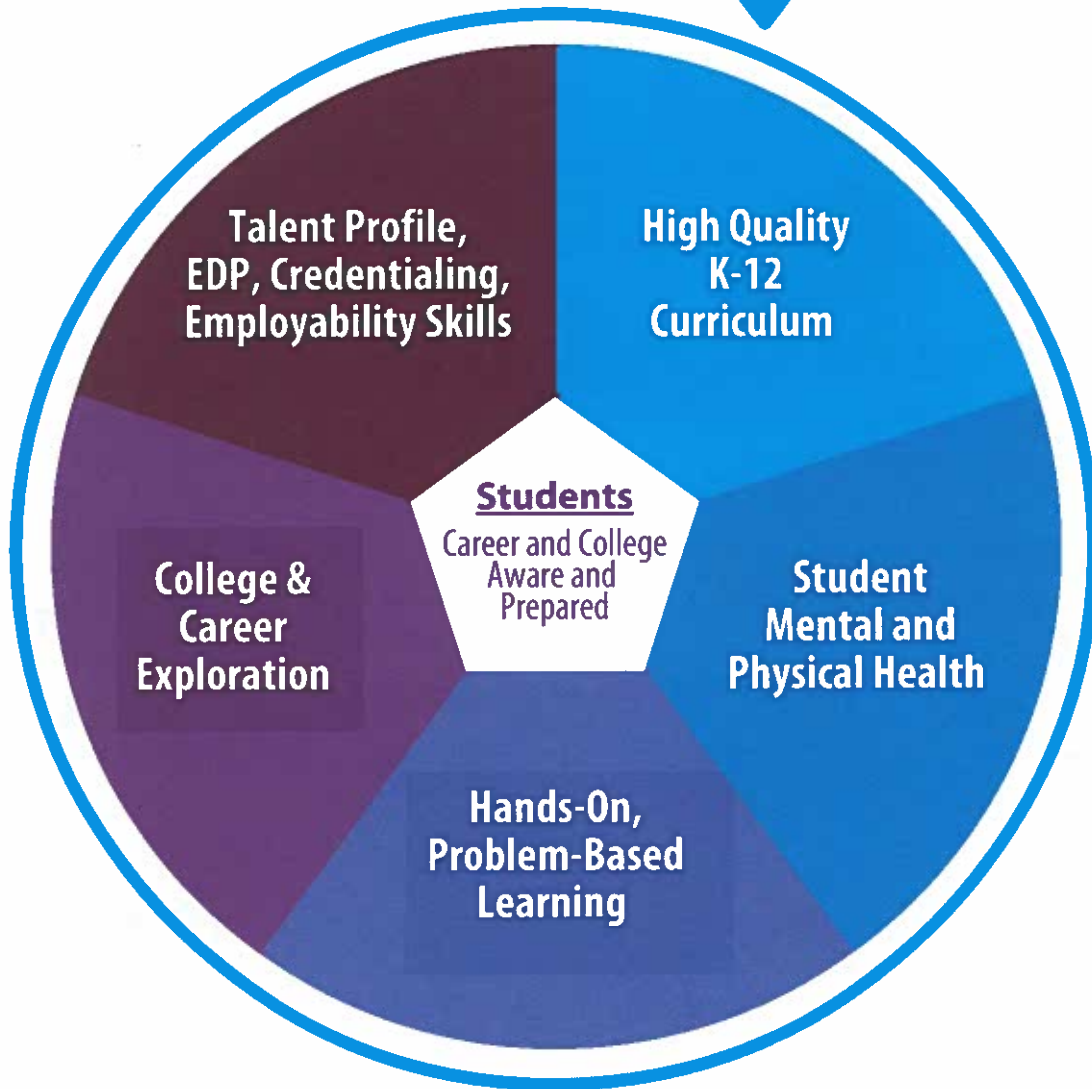 Talent Profile,
EDP, Credentialing,
Employability Skills
High Quality
K-12
Curriculum
Students
Career and College
Aware and
Prepared
College &
Career
Exploration
Student
Mental and
Physical Health
Hands-On,
Problem-Based
Learning